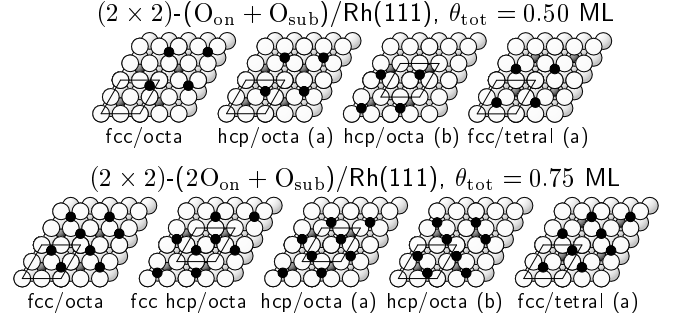 (2 × 2)-(O_on + O_sub)/Rh(111), θ_tot = 0.50 ML
fcc/octa hcp/octa (a) hcp/octa (b) fcc/tetral (a)
(2 × 2)-(2O_on + O_sub)/Rh(111), θ_tot = 0.75 ML
fcc/octa fcc hcp/octa hcp/octa (a) hcp/octa (b) fcc/tetral (a)